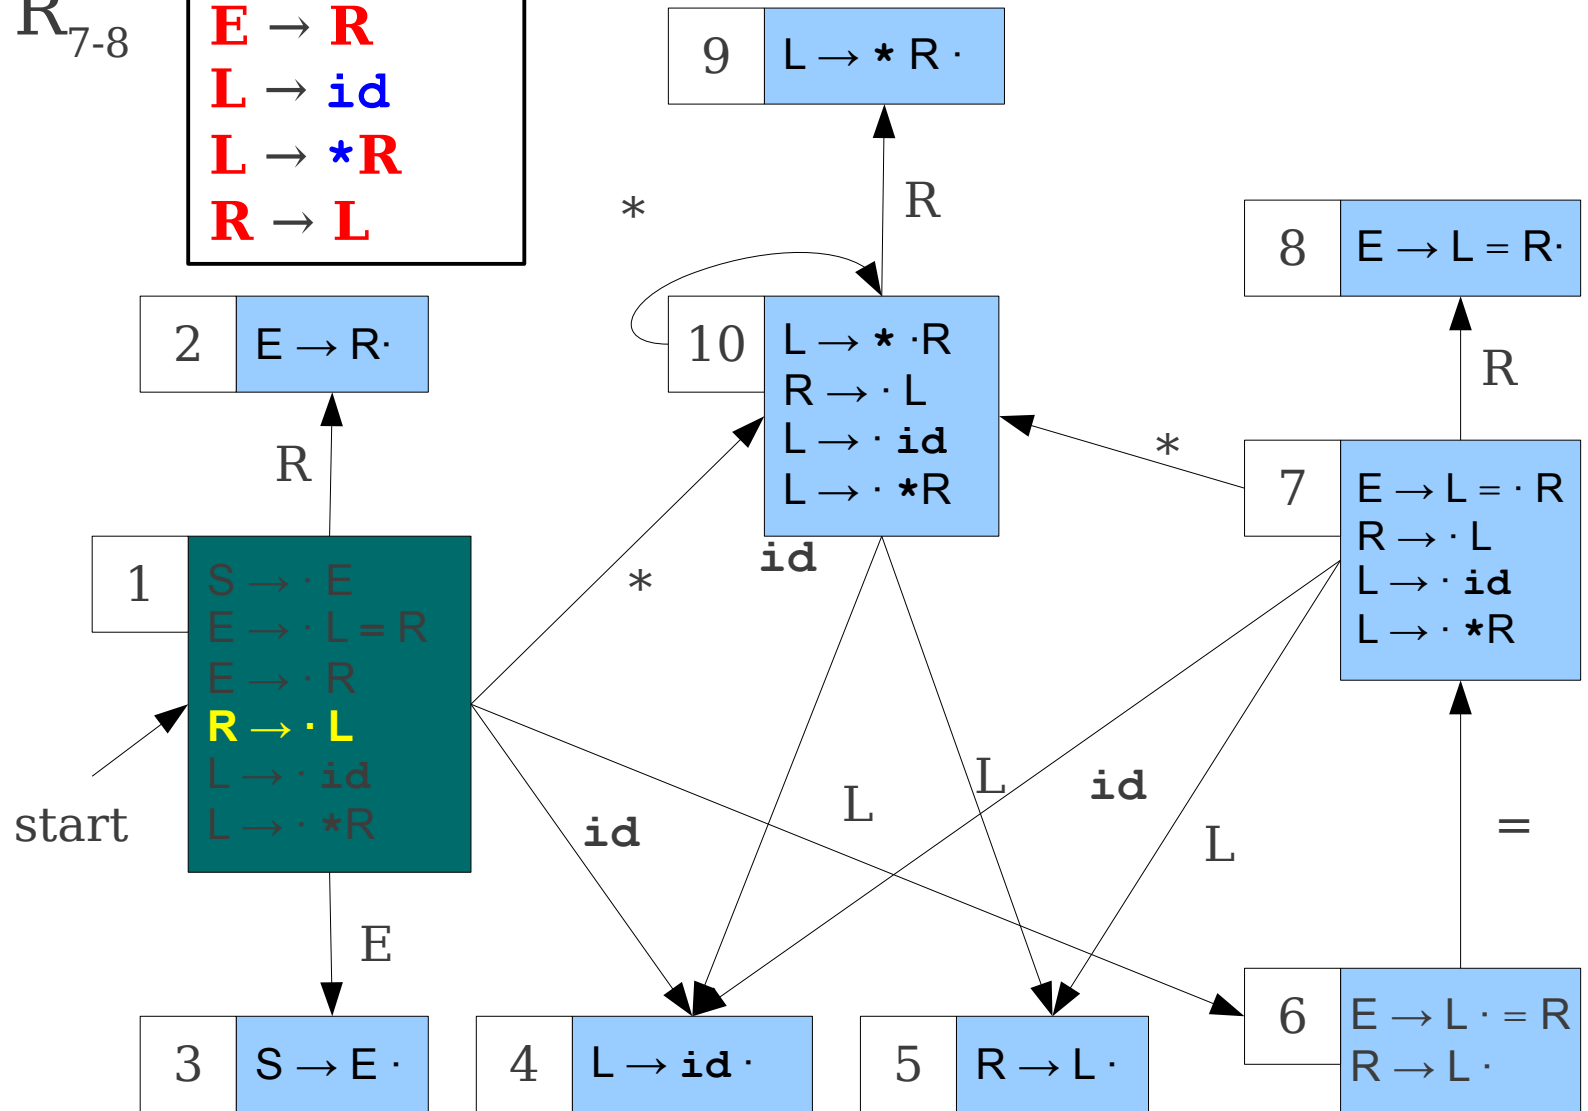 R7-8
E → R
L → id
L → *R
R → L
9
L → * R ·
*
R
8
E → L = R·
2
E → R·
10
L → * ·R
R → · L
L → · id
L → · *R
R
R
*
7
E → L = · R
R → · L
L → · id
L → · *R
1
S → · E
E → · L = R
E → · R
R → · L
L → · id
L → · *R
*
id
start
id
L
L
id
L
=
E
3
S → E ·
4
L → id ·
5
R → L ·
6
E → L · = R
R → L ·